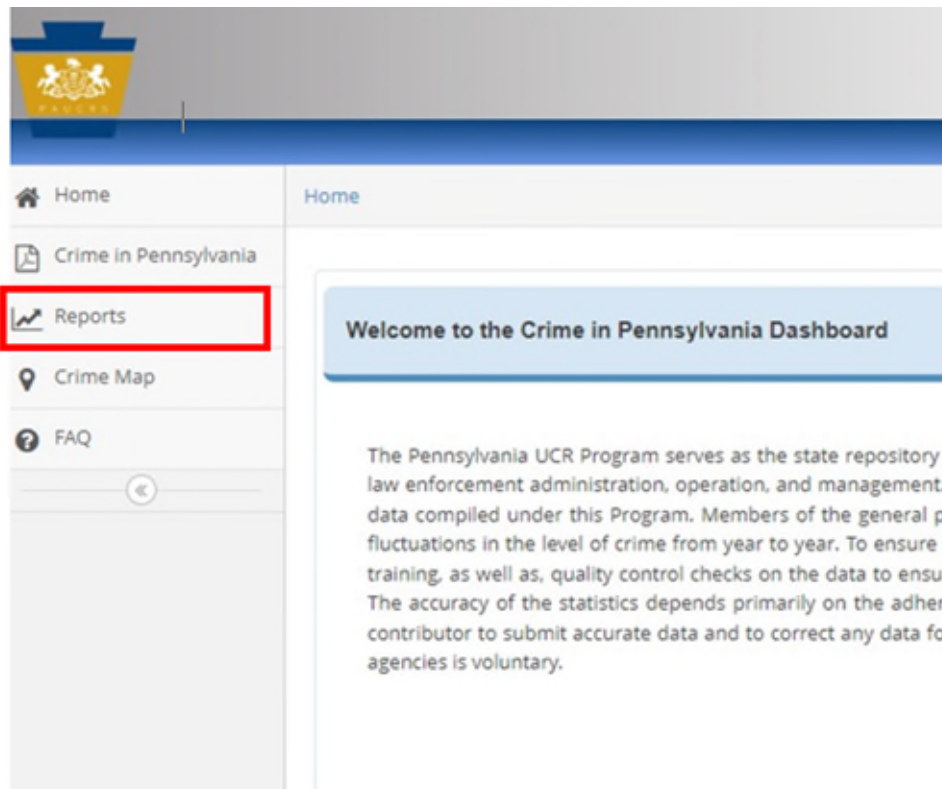 PAUCRS
Home
Crime in Pennsylvania
Reports
Crime Map
FAQ
Home
Welcome to the Crime in Pennsylvania Dashboard
The Pennsylvania UCR Program serves as the state repository
law enforcement administration, operation, and management.
data compiled under this Program. Members of the general p
fluctuations in the level of crime from year to year. To ensure
training, as well as, quality control checks on the data to ensu
The accuracy of the statistics depends primarily on the adher
contributor to submit accurate data and to correct any data fo
agencies is voluntary.